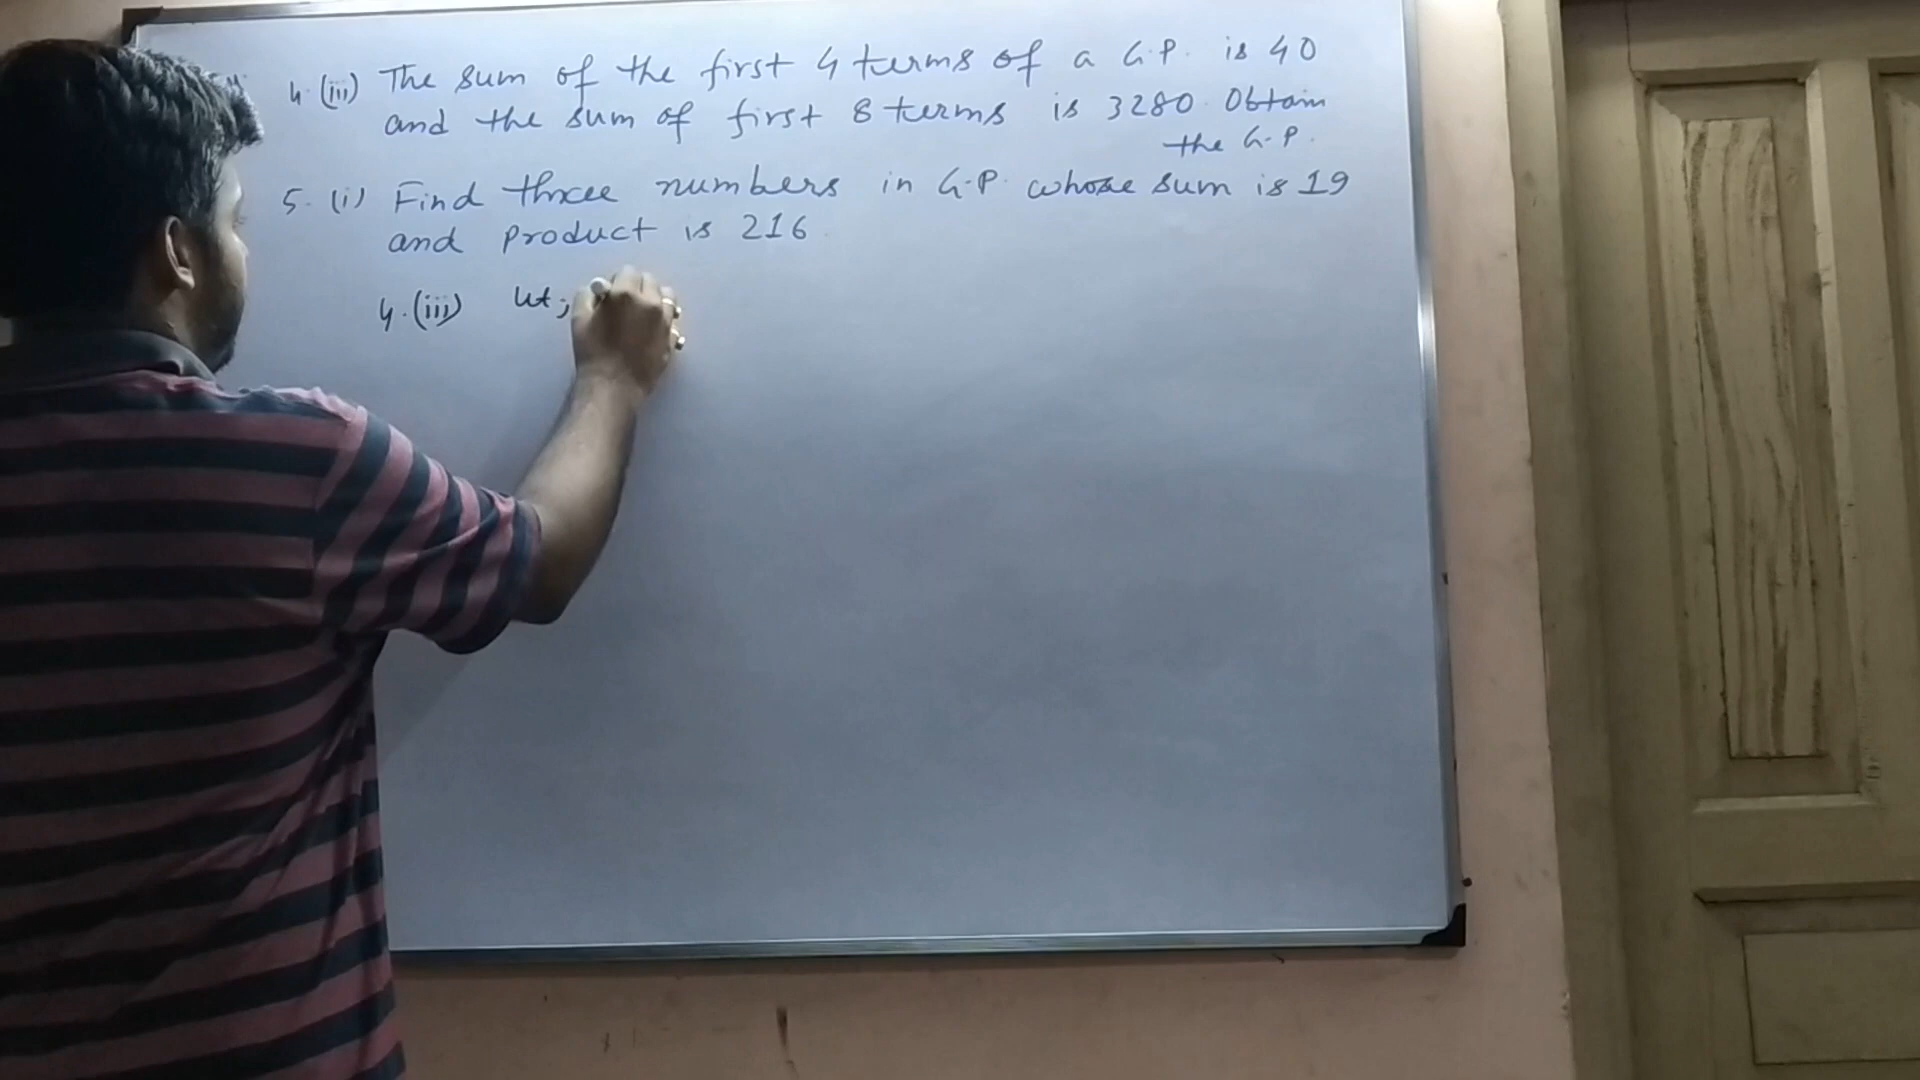 4. (iii) The sum of the first 4 terms of a G.P. is 40
and the sum of first 8 terms is 3280. Obtain
the G.P.
5. (i) Find three numbers in G.P. whose sum is 19
and product is 216
4. (iii) let;